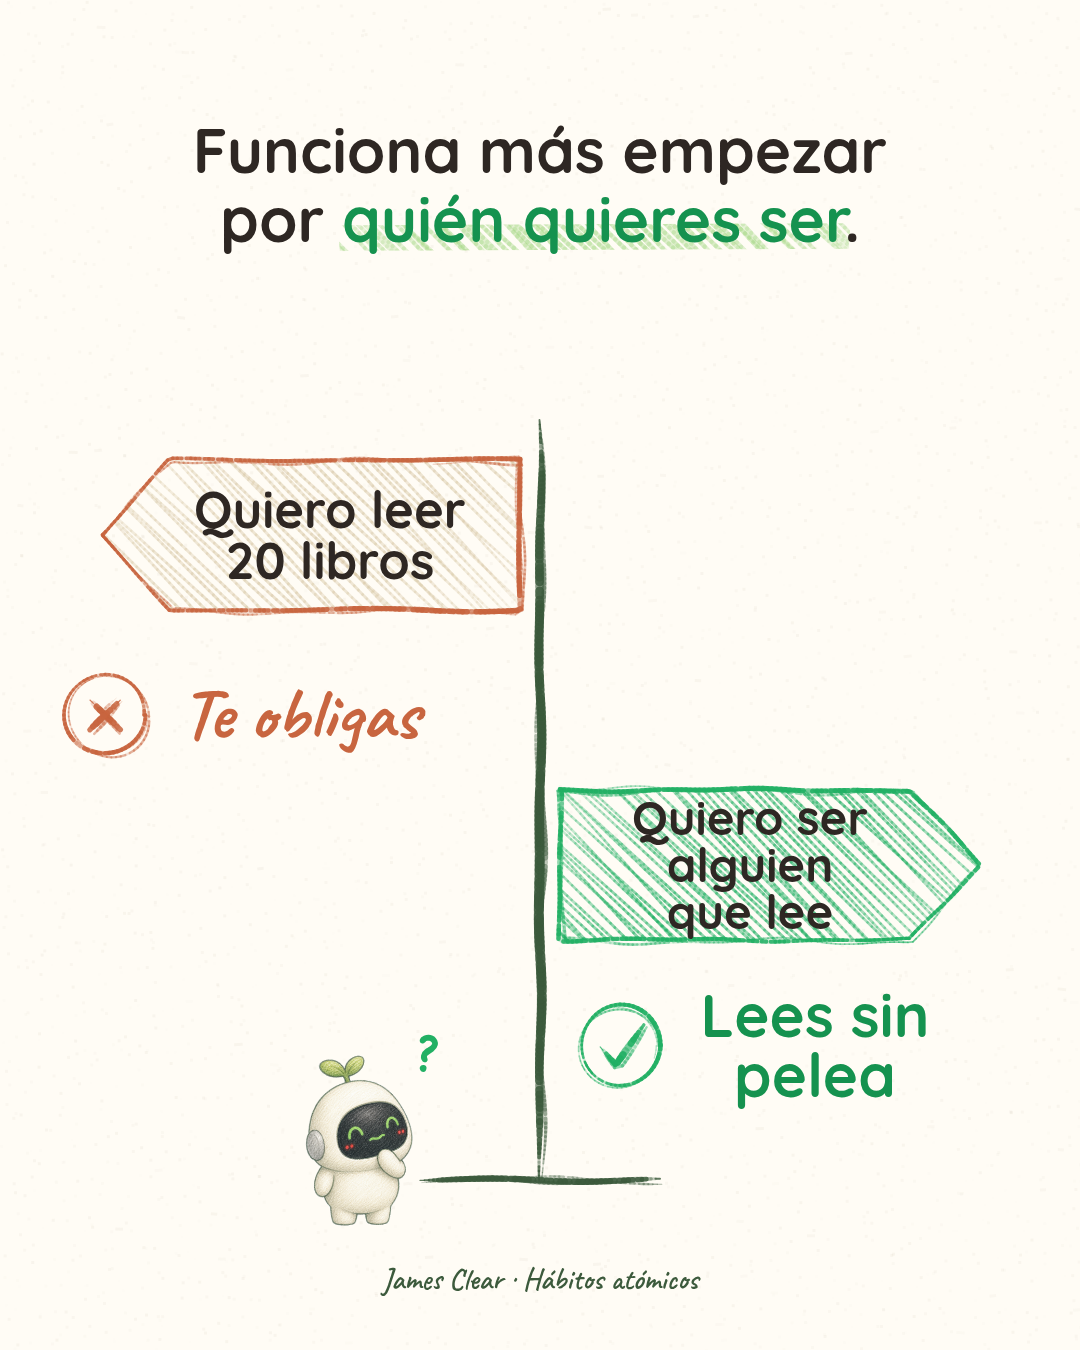 Funciona más empezar
por quién quieres ser.
Quiero leer
20 libros
Te obligas
Quiero ser
alguien
que lee
Lees sin
pelea
?
James Clear · Hábitos atómicos